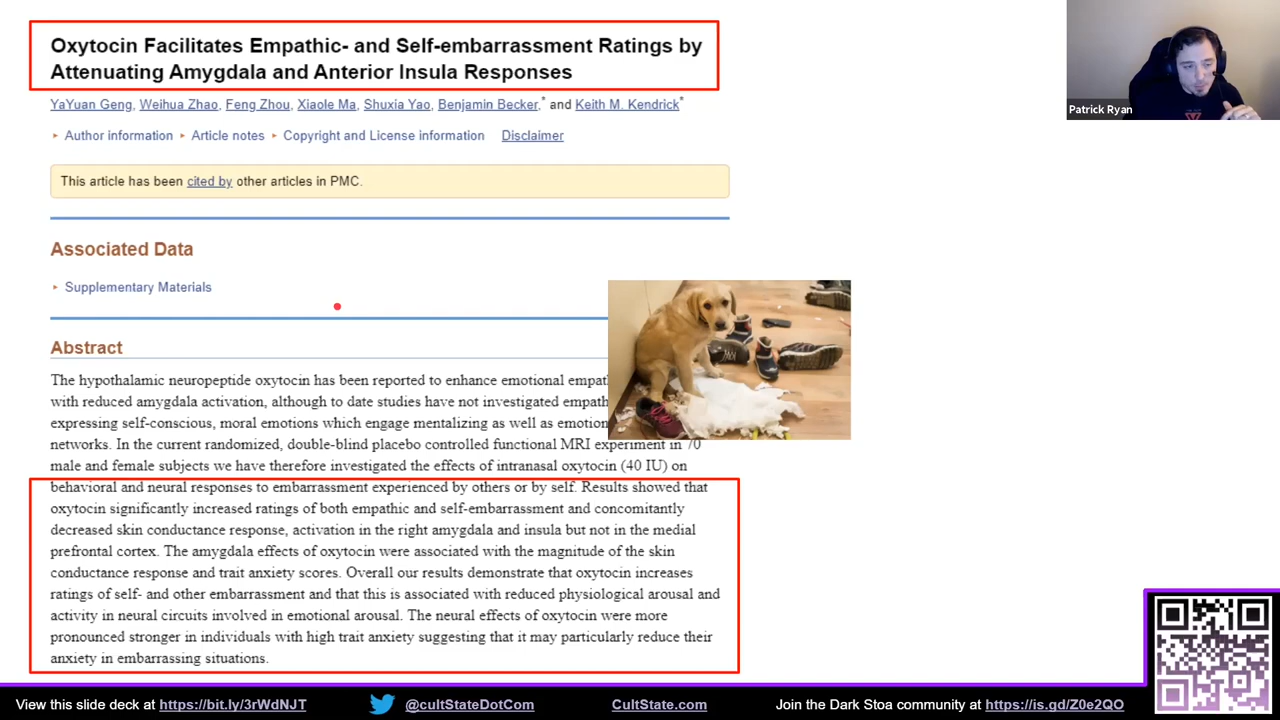 Oxytocin Facilitates Empathic- and Self-embarrassment Ratings by
Attenuating Amygdala and Anterior Insula Responses
YaYuan Geng, Weihua Zhao, Feng Zhou, Xiaole Ma, Shuxia Yao, Benjamin Becker,* and Keith M. Kendrick*
Author information Article notes Copyright and License information Disclaimer
This article has been cited by other articles in PMC.
Associated Data
Supplementary Materials
Abstract
The hypothalamic neuropeptide oxytocin has been reported to enhance emotional empat
with reduced amygdala activation, although to date studies have not investigated empath
expressing self-conscious, moral emotions which engage mentalizing as well as emotion
networks. In the current randomized, double-blind placebo controlled functional MRI experiment in 70
male and female subjects we have therefore investigated the effects of intranasal oxytocin (40 IU) on
behavioral and neural responses to embarrassment experienced by others or by self. Results showed that
oxytocin significantly increased ratings of both empathic and self-embarrassment and concomitantly
decreased skin conductance response, activation in the right amygdala and insula but not in the medial
prefrontal cortex. The amygdala effects of oxytocin were associated with the magnitude of the skin
conductance response and trait anxiety scores. Overall our results demonstrate that oxytocin increases
ratings of self- and other embarrassment and that this is associated with reduced physiological arousal and
activity in neural circuits involved in emotional arousal. The neural effects of oxytocin were more
pronounced stronger in individuals with high trait anxiety suggesting that it may particularly reduce their
anxiety in embarrassing situations.
Patrick Ryan
View this slide deck at https://bit.ly/3rWdNJT @cultStateDotCom CultState.com Join the Dark Stoa community at https://is.gd/Z0e2QO